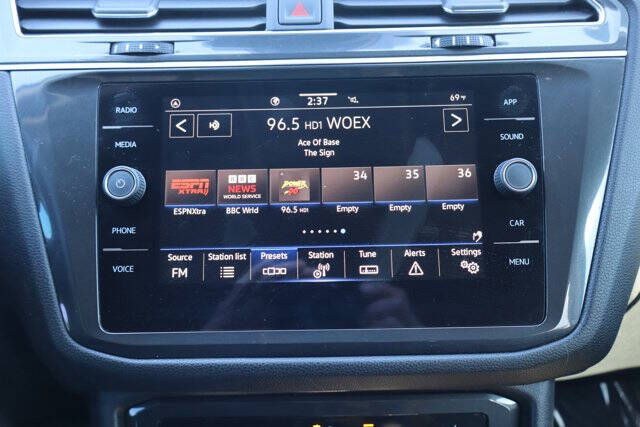 2:37
69°F
RADIO
MEDIA
PHONE
VOICE
96.5 HD1 WOEX
Ace Of Base
The Sign
ESPN
XTRA
BBC
NEWS
WORLD SERVICE
POWER
34
35
36
ESPNXtra
BBC Wrld
96.5 HD1
Empty
Empty
Empty
Source
FM
Station list
Presets
Station
Tune
Alerts
Settings
APP
SOUND
CAR
MENU